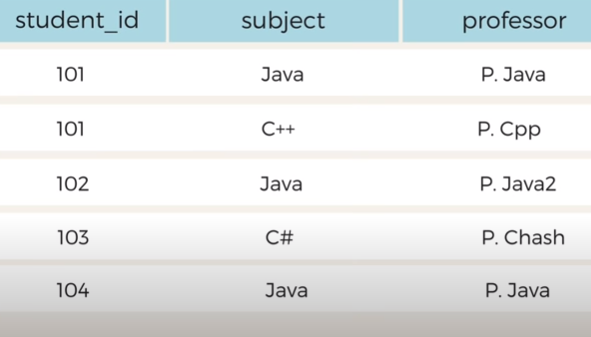 student_id subject professor
101 Java P. Java
101 C++ P. Cpp
102 Java P. Java2
103 C# P. Chash
104 Java P. Java